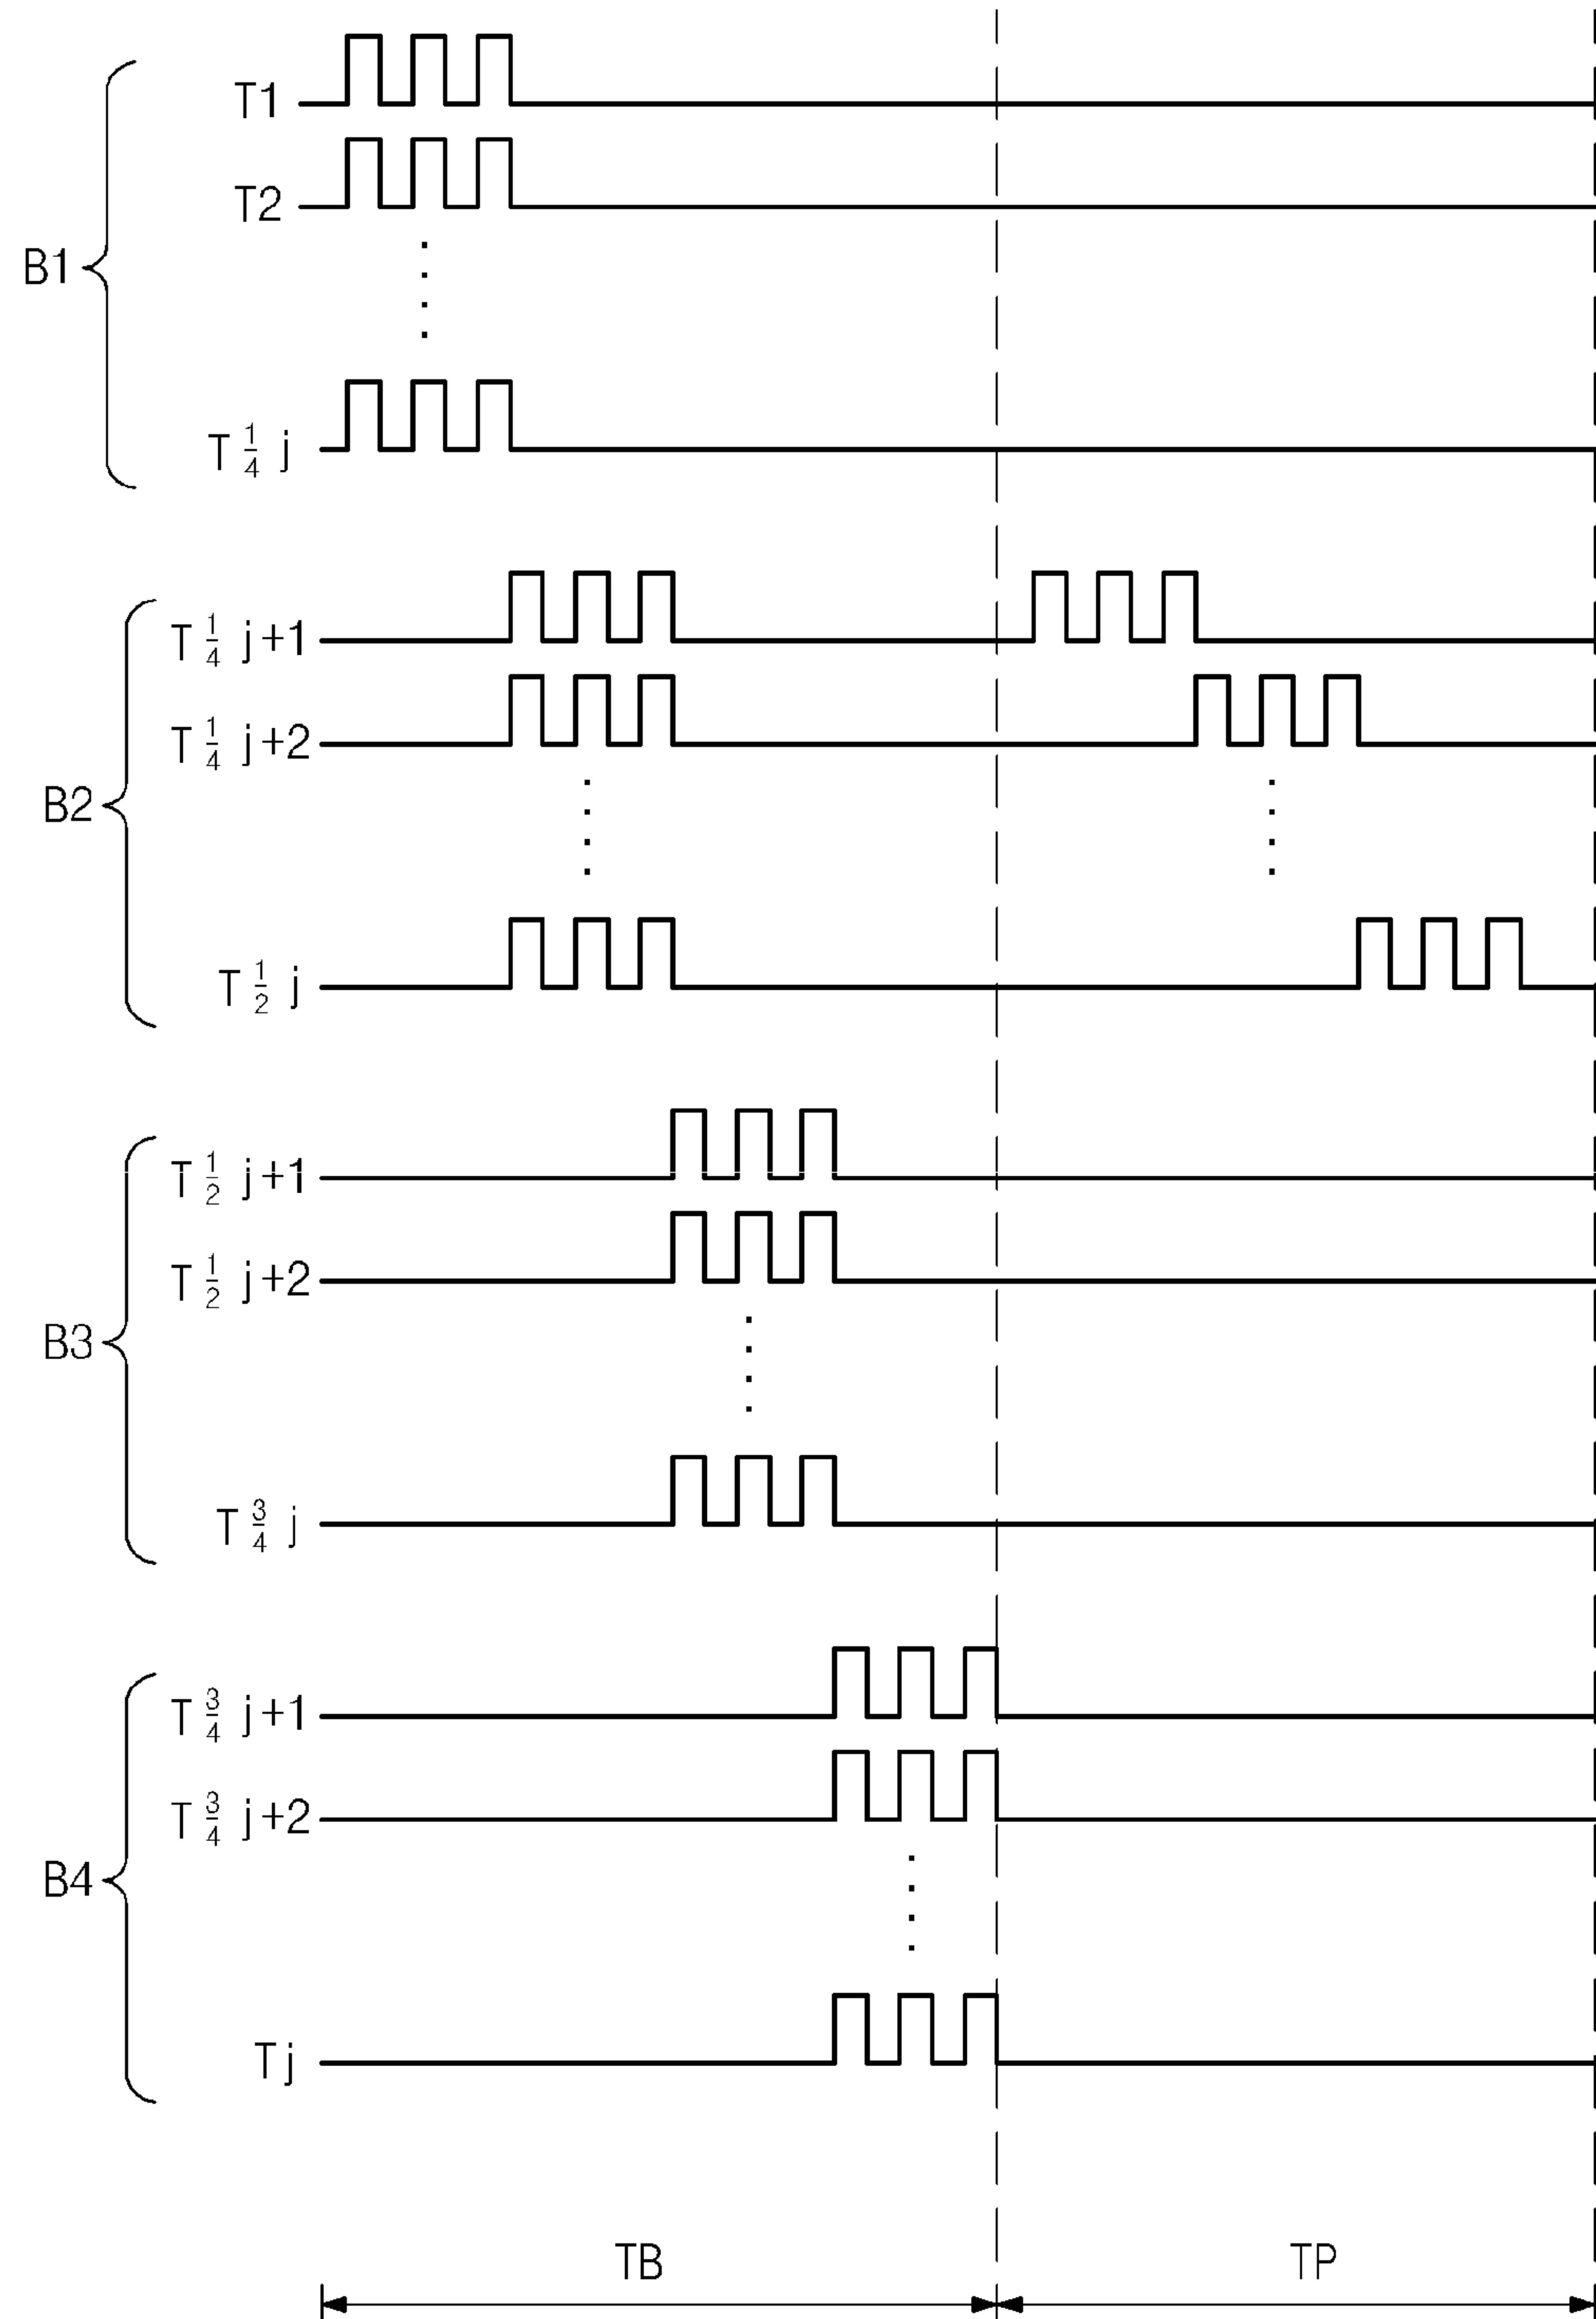 T1
T2
B1
T 1/4 j
T 1/4 j+1
T 1/4 j+2
B2
T 1/2 j
T 1/2 j+1
T 1/2 j+2
B3
T 3/4 j
T 3/4 j+1
T 3/4 j+2
B4
Tj
TB TP